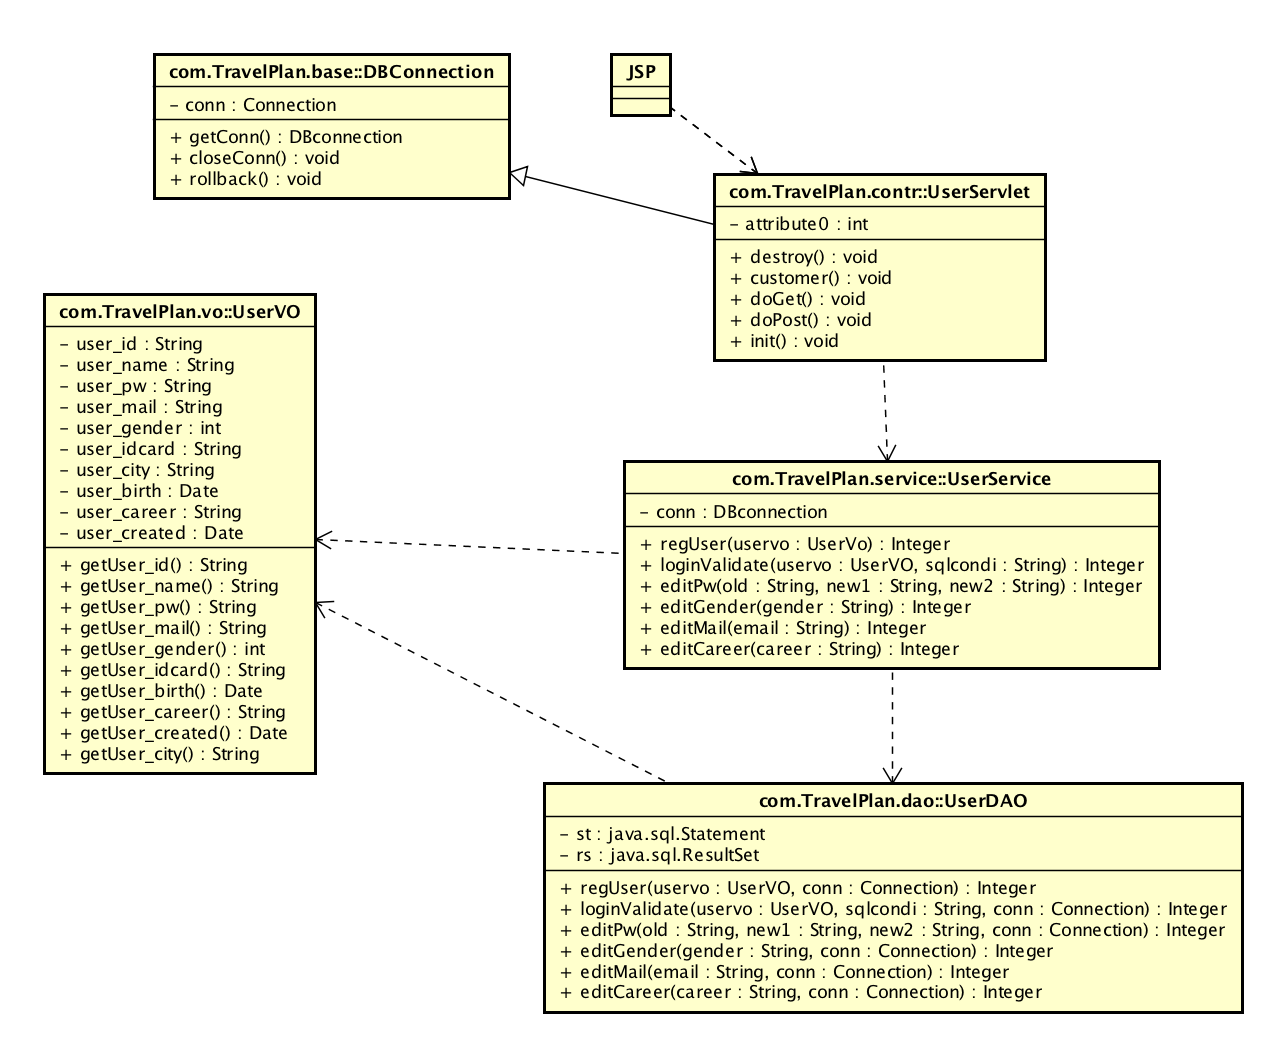 com.TravelPlan.base::DBConnection
- conn : Connection
+ getConn() : DBconnection
+ closeConn() : void
+ rollback() : void
JSP
com.TravelPlan.contr::UserServlet
- attribute0 : int
+ destroy() : void
+ customer() : void
+ doGet() : void
+ doPost() : void
+ init() : void
com.TravelPlan.vo::UserVO
- user_id : String
- user_name : String
- user_pw : String
- user_mail : String
- user_gender : int
- user_idcard : String
- user_city : String
- user_birth : Date
- user_career : String
- user_created : Date
+ getUser_id() : String
+ getUser_name() : String
+ getUser_pw() : String
+ getUser_mail() : String
+ getUser_gender() : int
+ getUser_idcard() : String
+ getUser_birth() : Date
+ getUser_career() : String
+ getUser_created() : Date
+ getUser_city() : String
com.TravelPlan.service::UserService
- conn : DBconnection
+ regUser(uservo : UserVo) : Integer
+ loginValidate(uservo : UserVO, sqlcondi : String) : Integer
+ editPw(old : String, new1 : String, new2 : String) : Integer
+ editGender(gender : String) : Integer
+ editMail(email : String) : Integer
+ editCareer(career : String) : Integer
com.TravelPlan.dao::UserDAO
- st : java.sql.Statement
- rs : java.sql.ResultSet
+ regUser(uservo : UserVO, conn : Connection) : Integer
+ loginValidate(uservo : UserVO, sqlcondi : String, conn : Connection) : Integer
+ editPw(old : String, new1 : String, new2 : String, conn : Connection) : Integer
+ editGender(gender : String, conn : Connection) : Integer
+ editMail(email : String, conn : Connection) : Integer
+ editCareer(career : String, conn : Connection) : Integer